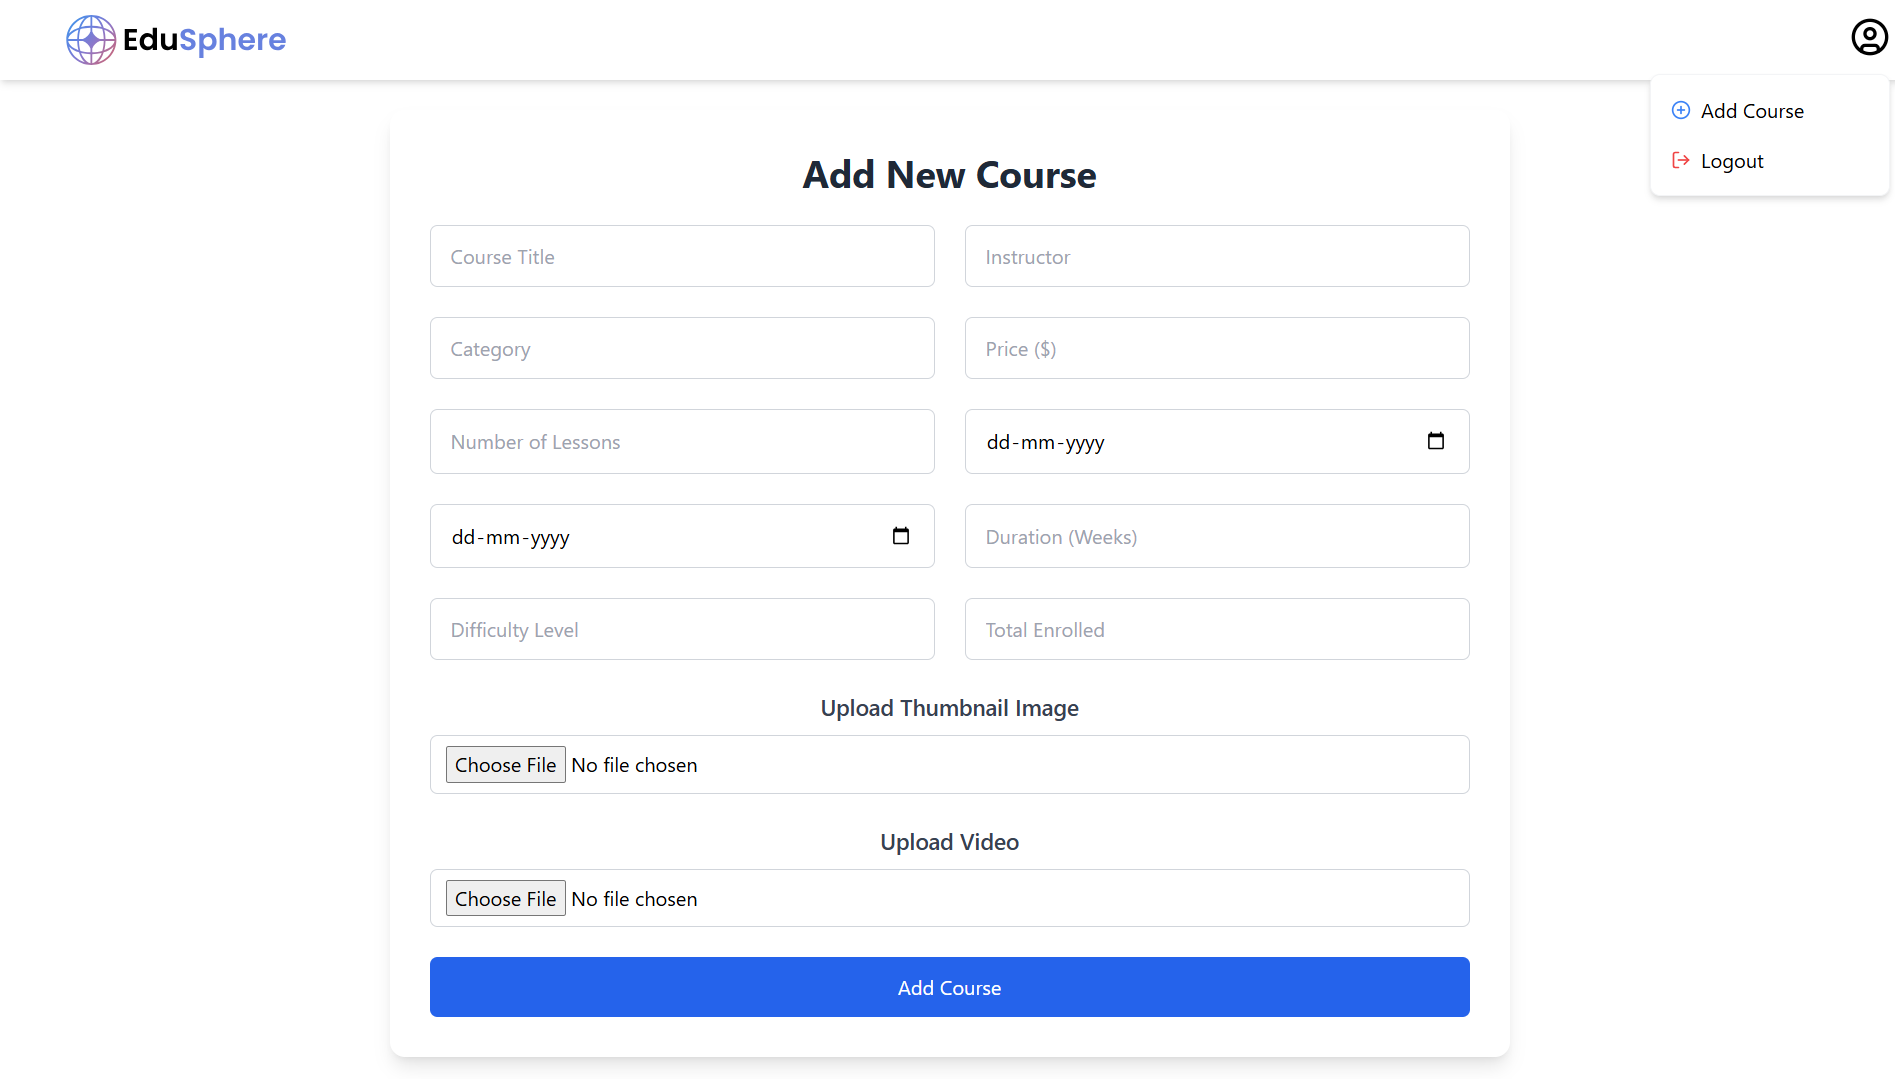 EduSphere
Add Course
Logout
Add New Course
Course Title
Instructor
Category
Price ($)
Number of Lessons
dd-mm-yyyy
dd-mm-yyyy
Duration (Weeks)
Difficulty Level
Total Enrolled
Upload Thumbnail Image
Choose File No file chosen
Upload Video
Choose File No file chosen
Add Course